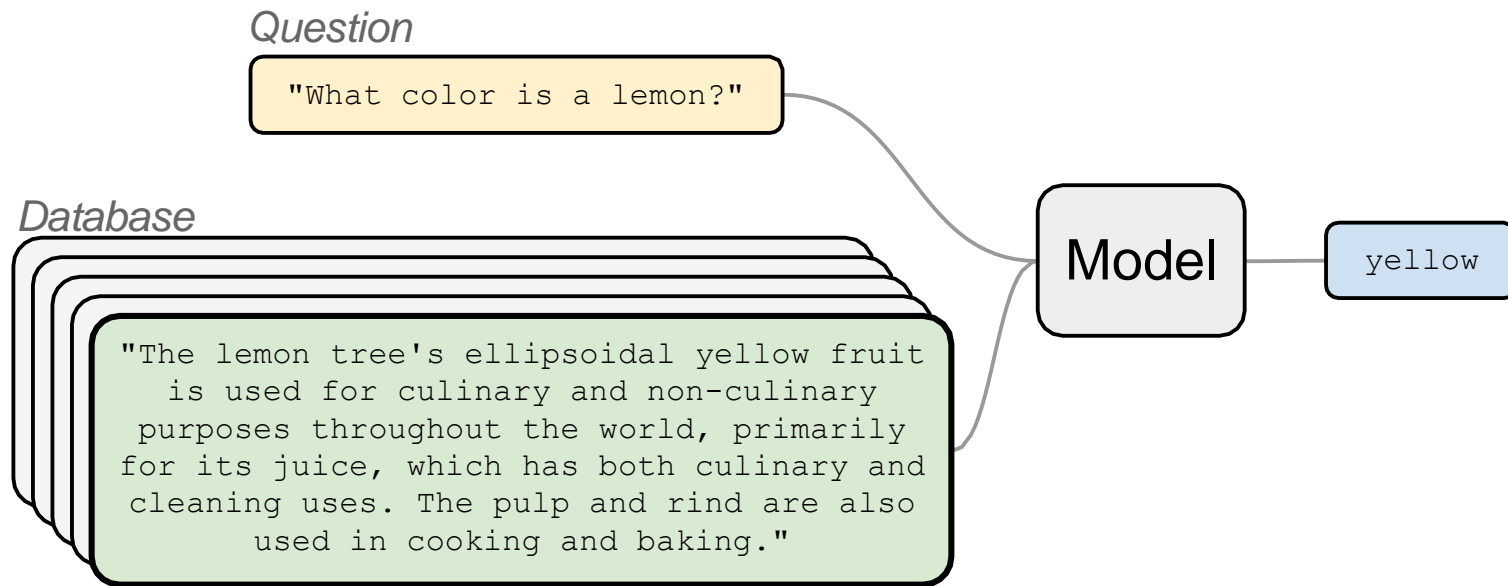 Question
"What color is a lemon?"
Database
"The lemon tree's ellipsoidal yellow fruit
is used for culinary and non-culinary
purposes throughout the world, primarily
for its juice, which has both culinary and
cleaning uses. The pulp and rind are also
used in cooking and baking."
Model
yellow